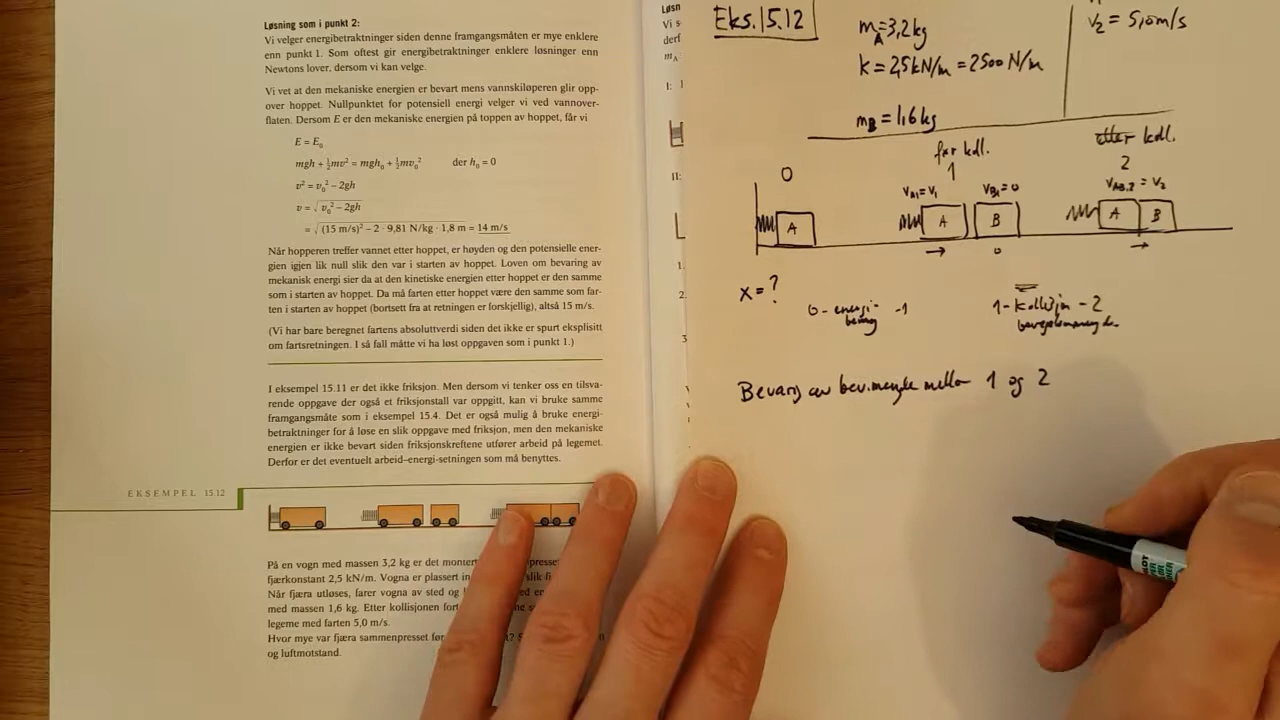 Løsning som i punkt 2:
Vi velger energibetraktninger siden denne framgangsmåten er mye enklere
enn punkt 1. Som oftest gir energibetraktninger enklere løsninger enn
Newtons lover, dersom vi kan velge.
Vi vet at den mekaniske energien er bevart mens vannskiløperen glir opp-
over hoppet. Nullpunktet for potensiell energi velger vi ved vannover-
flaten. Dersom E er den mekaniske energien på toppen av hoppet, får vi
E = E₀
mgh + ½mv² = mgh₀ + ½mv₀² der h₀ = 0
v² = v₀² − 2gh
v = √(v₀² − 2gh)
= √((15 m/s)² − 2 · 9,81 N/kg · 1,8 m) = 14 m/s
Når hopperen treffer vannet etter hoppet, er høyden og den potensielle ener-
gien igjen lik null slik den var i starten av hoppet. Loven om bevaring av
mekanisk energi sier da at den kinetiske energien etter hoppet er den samme
som i starten av hoppet. Da må farten etter hoppet være den samme som far-
ten i starten av hoppet (bortsett fra at retningen er forskjellig), altså 15 m/s.
(Vi har bare beregnet fartens absoluttverdi siden det ikke er spurt eksplisitt
om fartsretningen. I så fall måtte vi ha løst oppgaven som i punkt 1.)
I eksempel 15.11 er det ikke friksjon. Men dersom vi tenker oss en tilsva-
rende oppgave der også et friksjonstall var oppgitt, kan vi bruke samme
framgangsmåte som i eksempel 15.4. Det er også mulig å bruke energi-
betraktninger for å løse en slik oppgave med friksjon, men den mekaniske
energien er ikke bevart siden friksjonskreftene utfører arbeid på legemet.
Derfor er det eventuelt arbeid–energi-setningen som må benyttes.
EKSEMPEL 15.12
På en vogn med massen 3,2 kg er det
fjærkonstant 2,5 kN/m. Vogna er plassert
Når fjæra utløses, farer vogna av sted og
med massen 1,6 kg. Etter kollisjonen
legeme med farten 5,0 m/s.
Hvor mye var fjæra sammenpresset
og luftmotstand.
Løsn
Vi s
derf
Eks. 15.12
m_A = 3,2 kg
k = 2,5 kN/m = 2500 N/m
m_B = 1,6 kg
v₂ = 5,0 m/s
0
før koll.
1
etter koll.
2
v_A1 = v₁ v_B1 = 0
v_AB,2 = v₂
A A B A B
0
x = ?
0 - energi- -1
bevaring
1 - kollisjon - 2
Bevaring av bev.mengde mellom 1 og 2